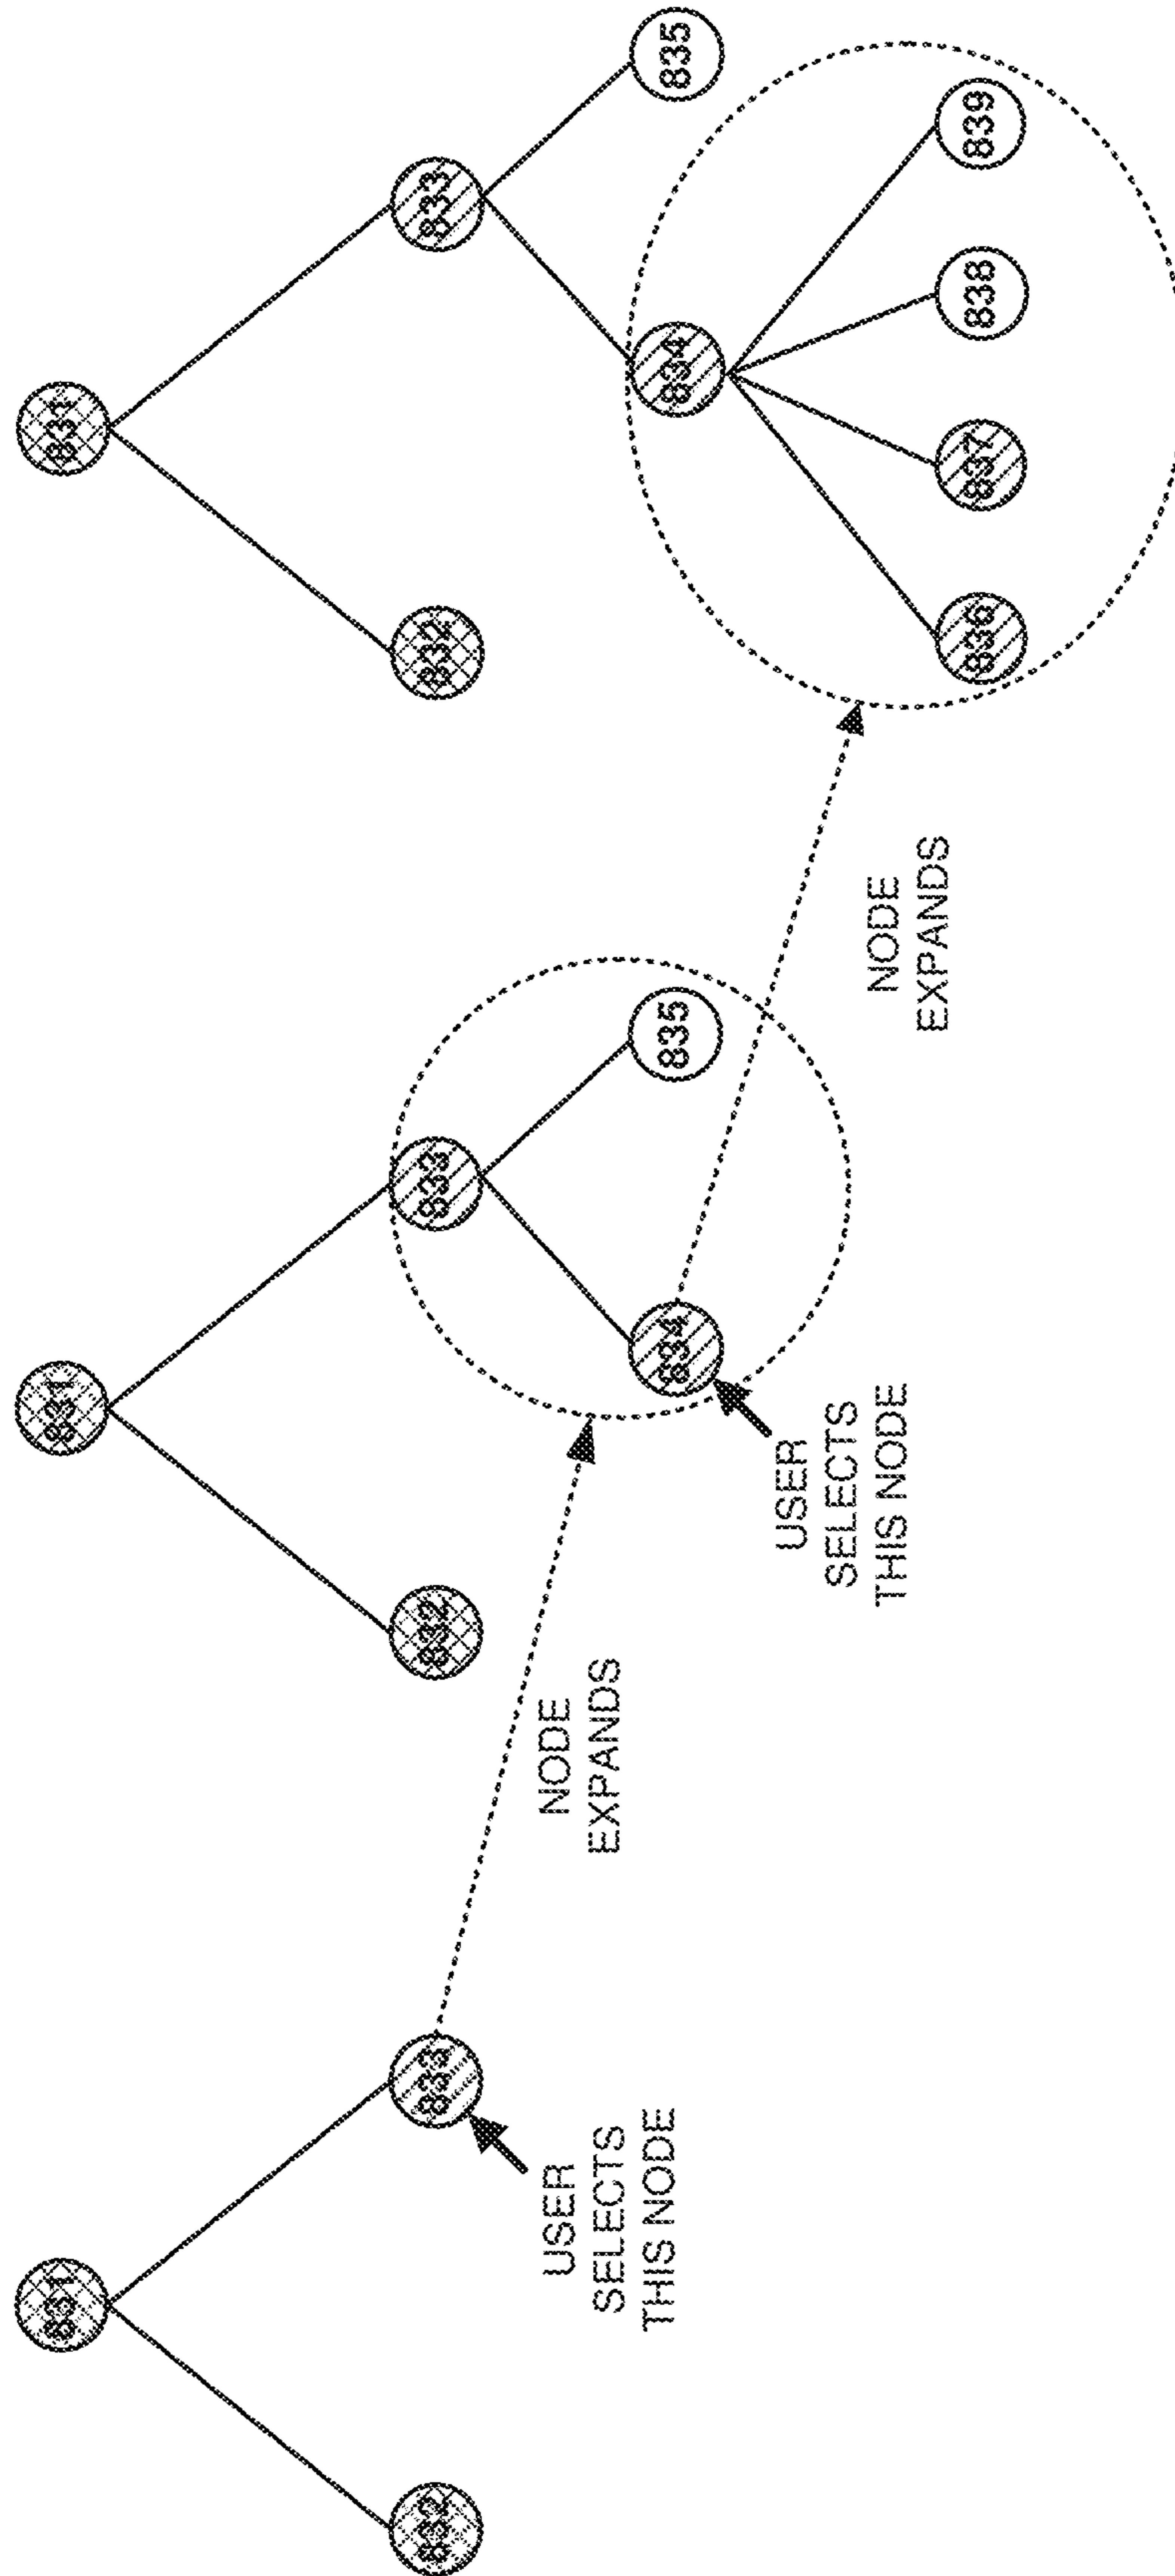 831
832
833
USER
SELECTS
THIS NODE
NODE
EXPANDS
831
832
833
834
835
USER
SELECTS
THIS NODE
NODE
EXPANDS
831
832
833
834
835
836
837
838
839